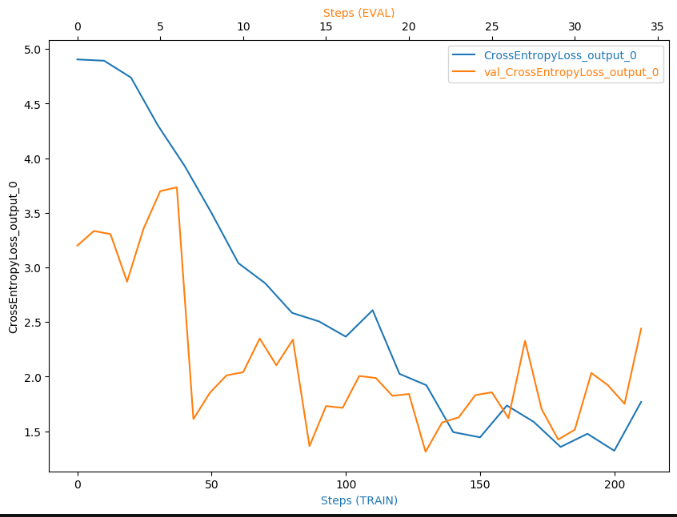 Steps (EVAL)
0 5 10 15 20 25 30 35
CrossEntropyLoss_output_0
val_CrossEntropyLoss_output_0
CrossEntropyLoss_output_0
5.0
4.5
4.0
3.5
3.0
2.5
2.0
1.5
0 50 100 150 200
Steps (TRAIN)